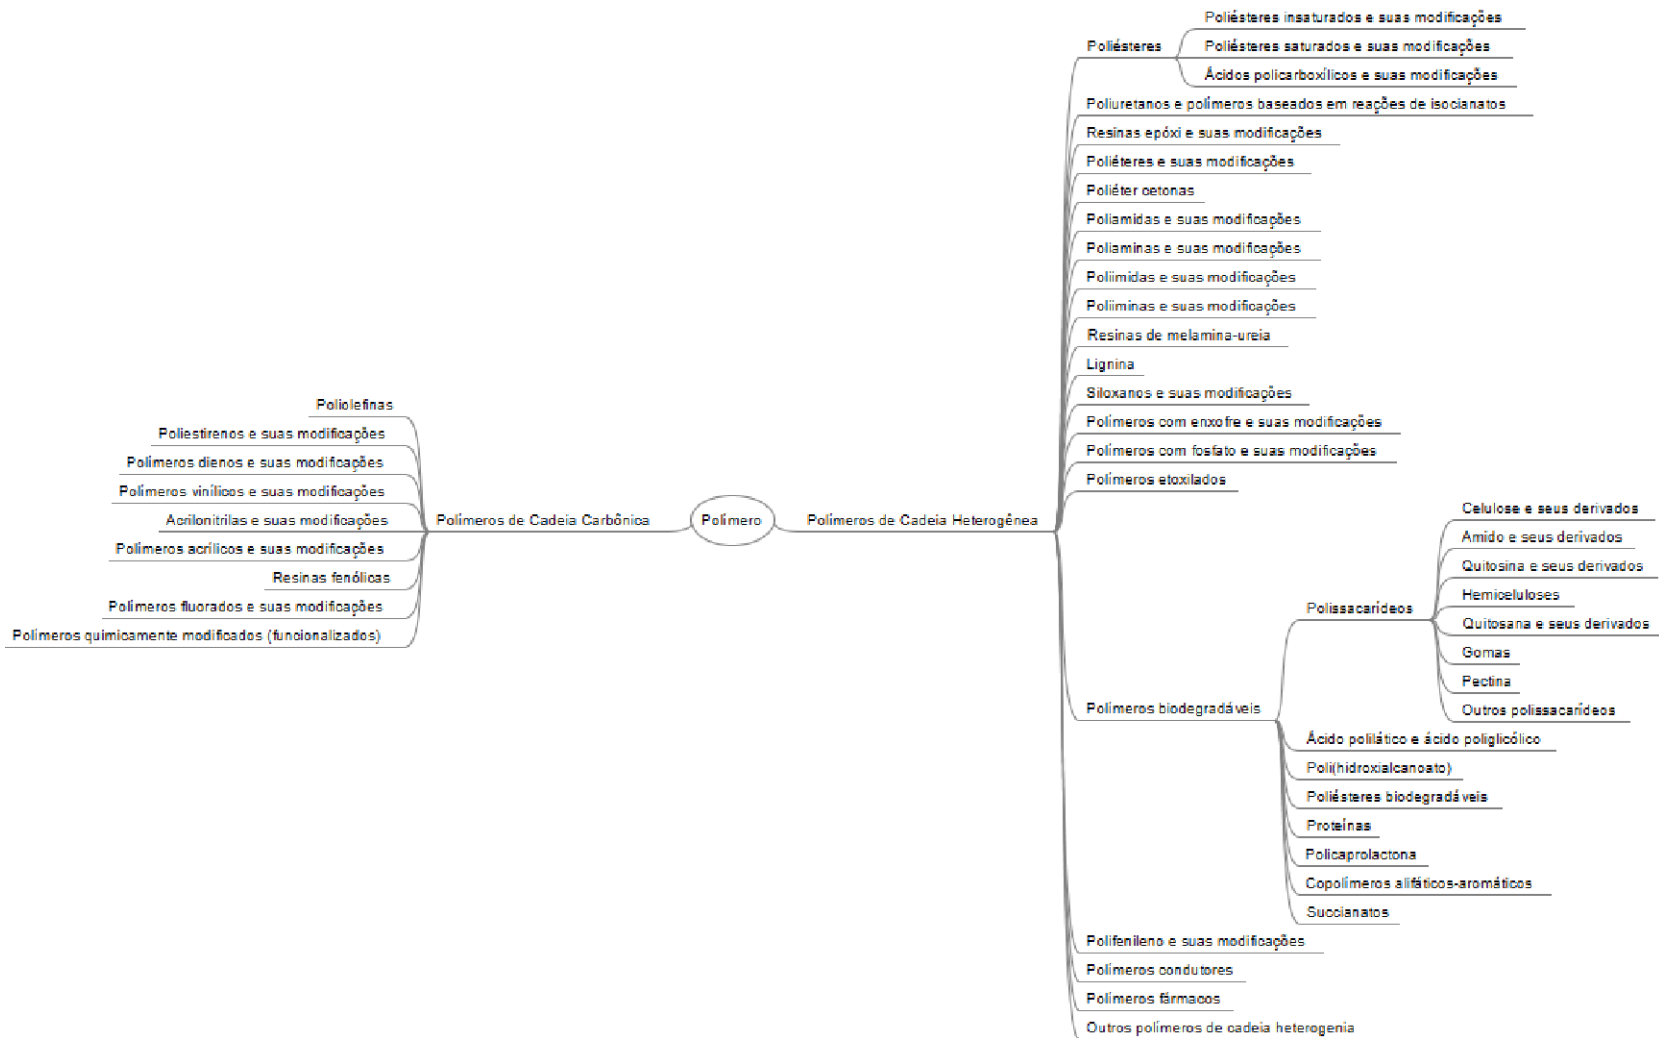 Polímero
Polímeros de Cadeia Carbônica
Poliolefinas
Poliestirenos e suas modificações
Polímeros dienos e suas modificações
Polímeros vinílicos e suas modificações
Acrilonitrilas e suas modificações
Polímeros acrílicos e suas modificações
Resinas fenólicas
Polímeros fluorados e suas modificações
Polímeros quimicamente modificados (funcionalizados)
Polímeros de Cadeia Heterogênea
Poliésteres
Poliésteres insaturados e suas modificações
Poliésteres saturados e suas modificações
Ácidos policarboxílicos e suas modificações
Poliuretanos e polímeros baseados em reações de isocianatos
Resinas epóxi e suas modificações
Poliéteres e suas modificações
Poliéter cetonas
Poliamidas e suas modificações
Poliaminas e suas modificações
Poliimidas e suas modificações
Poliiminas e suas modificações
Resinas de melamina-ureia
Lignina
Siloxanos e suas modificações
Polímeros com enxofre e suas modificações
Polímeros com fosfato e suas modificações
Polímeros etoxilados
Polímeros biodegradáveis
Polissacarídeos
Celulose e seus derivados
Amido e seus derivados
Quitosina e seus derivados
Hemiceluloses
Quitosana e seus derivados
Gomas
Pectina
Outros polissacarídeos
Ácido polilático e ácido poliglicólico
Poli(hidroxialcanoato)
Poliésteres biodegradáveis
Proteínas
Policaprolactona
Copolímeros alifáticos-aromáticos
Succianatos
Polifenileno e suas modificações
Polímeros condutores
Polímeros fármacos
Outros polímeros de cadeia heterogenia